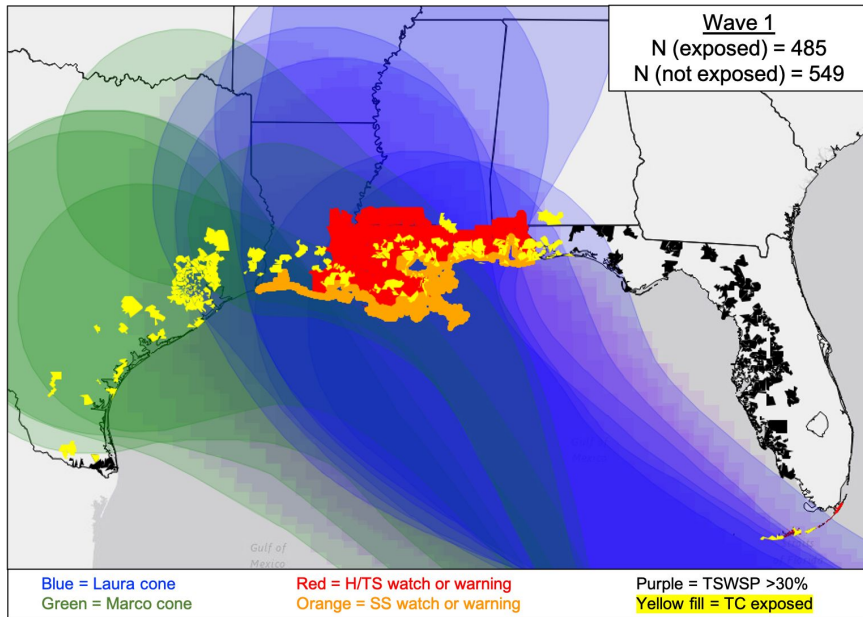 Wave 1
N (exposed) = 485
N (not exposed) = 549
Gulf of
Mexico
Blue = Laura cone
Red = H/TS watch or warning
Purple = TSWSP >30%
Green = Marco cone
Orange = SS watch or warning
Yellow fill = TC exposed